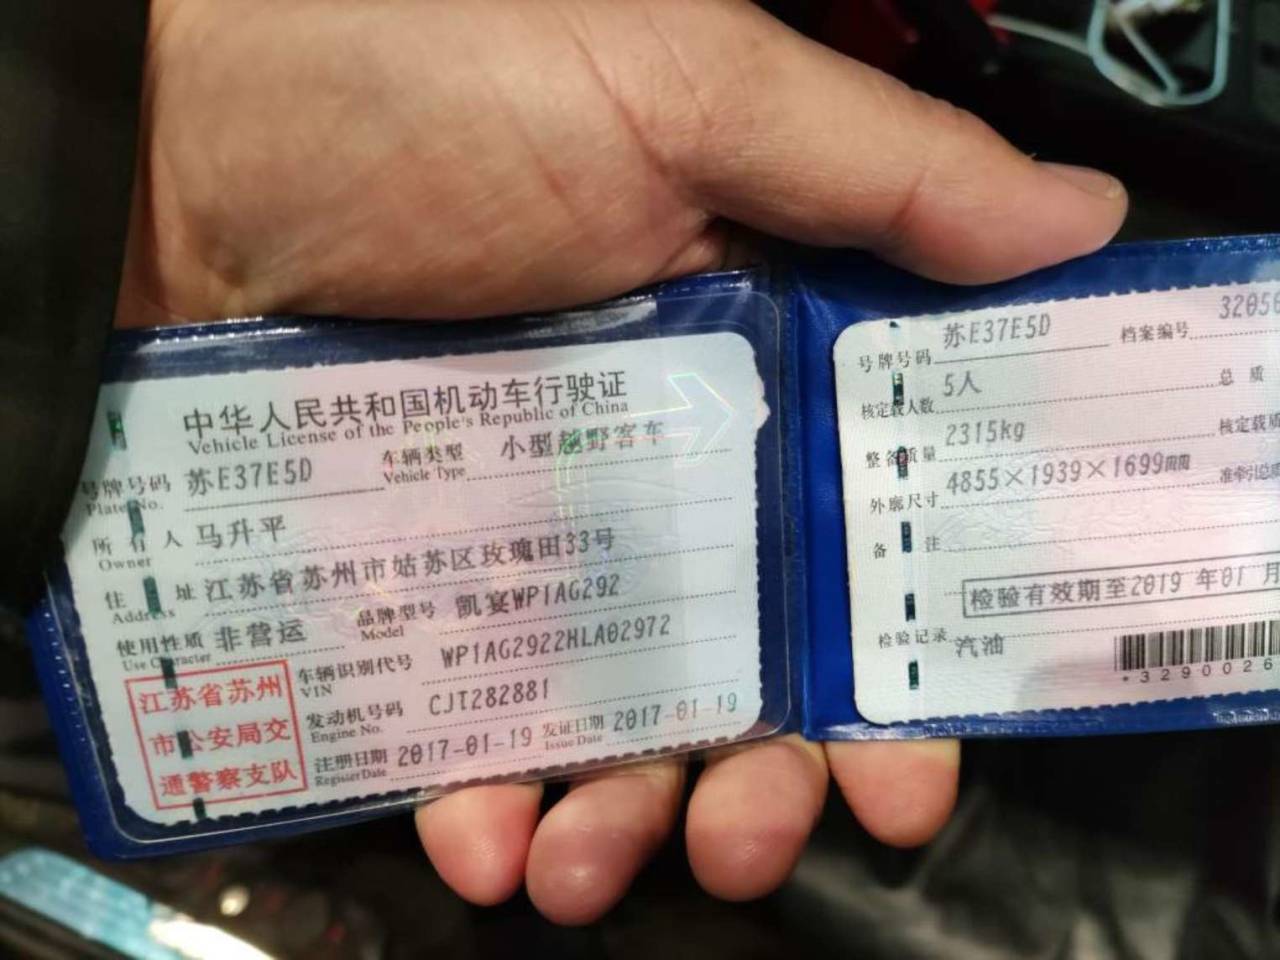 中华人民共和国机动车行驶证
Vehicle License of the People's Republic of China
号牌号码 苏E37E5D 车辆类型 小型越野客车
Plate No. Vehicle Type
所有人 马升平
Owner
住址 江苏省苏州市姑苏区玫瑰田33号
Address
使用性质 非营运 品牌型号 凯宴WP1AG292
Use Character Model
车辆识别代号 WP1AG2922HLA02972
VIN
发动机号码 CJT282881
Engine No.
注册日期 2017-01-19 发证日期 2017-01-19
Register Date Issue Date
江苏省苏州
市公安局交
通警察支队
号牌号码 苏E37E5D 档案编号 3205
核定载人数 5人 总质
整备质量 2315kg 核定载质
外廓尺寸 4855×1939×1699 准牵引总
备注
检验有效期至2019年01月
检验记录
汽油
*3290026